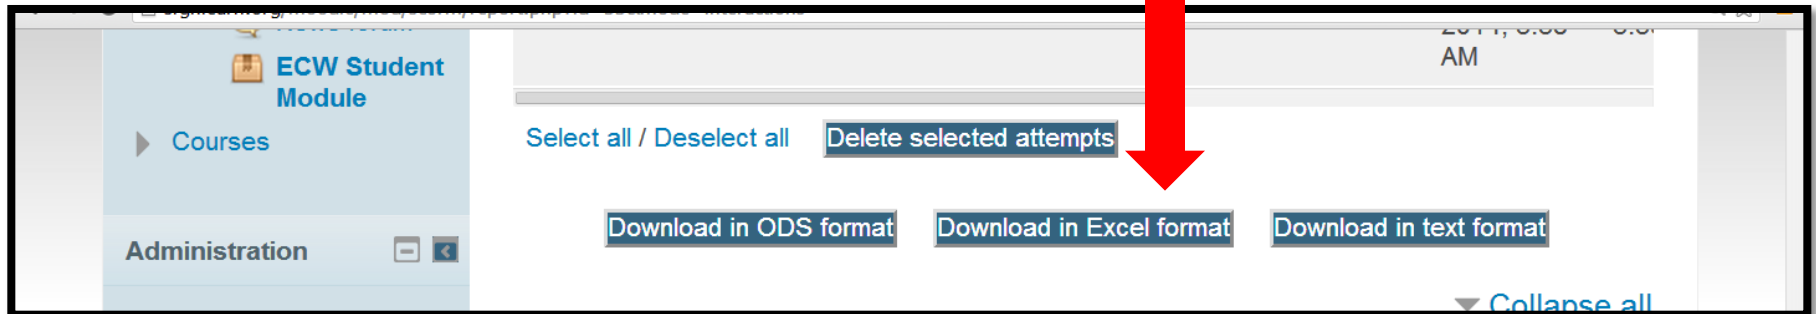 ECW Student
Module
Courses
Administration
AM
Select all / Deselect all
Delete selected attempts
Download in ODS format
Download in Excel format
Download in text format
Collapse all